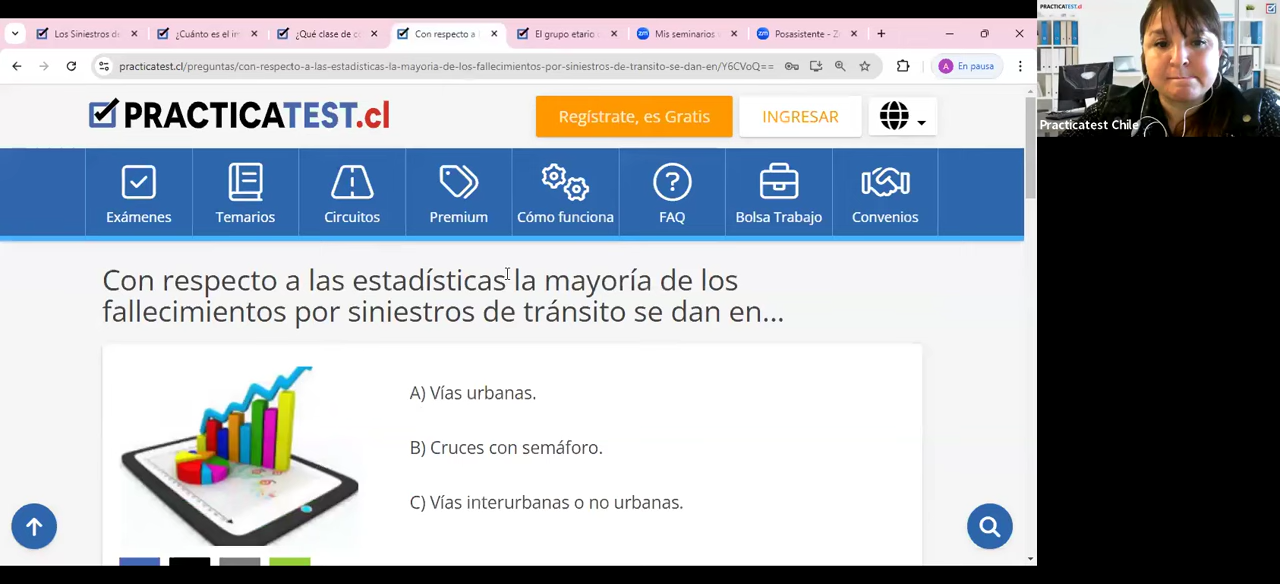 Los Siniestros de
¿Cuánto es el im
¿Qué clase de co
Con respecto a l
El grupo etario
Mis seminarios
Posasistente - Z
practicatest.cl/preguntas/con-respecto-a-las-estadisticas-la-mayoria-de-los-fallecimientos-por-siniestros-de-transito-se-dan-en/Y6CVoQ==
A En pausa
PRACTICATEST.cl
Regístrate, es Gratis
INGRESAR
Exámenes
Temarios
Circuitos
Premium
Cómo funciona
FAQ
Bolsa Trabajo
Convenios
Con respecto a las estadísticas la mayoría de los
fallecimientos por siniestros de tránsito se dan en...
A) Vías urbanas.
B) Cruces con semáforo.
C) Vías interurbanas o no urbanas.
PRACTICATEST.cl
Practicatest Chile